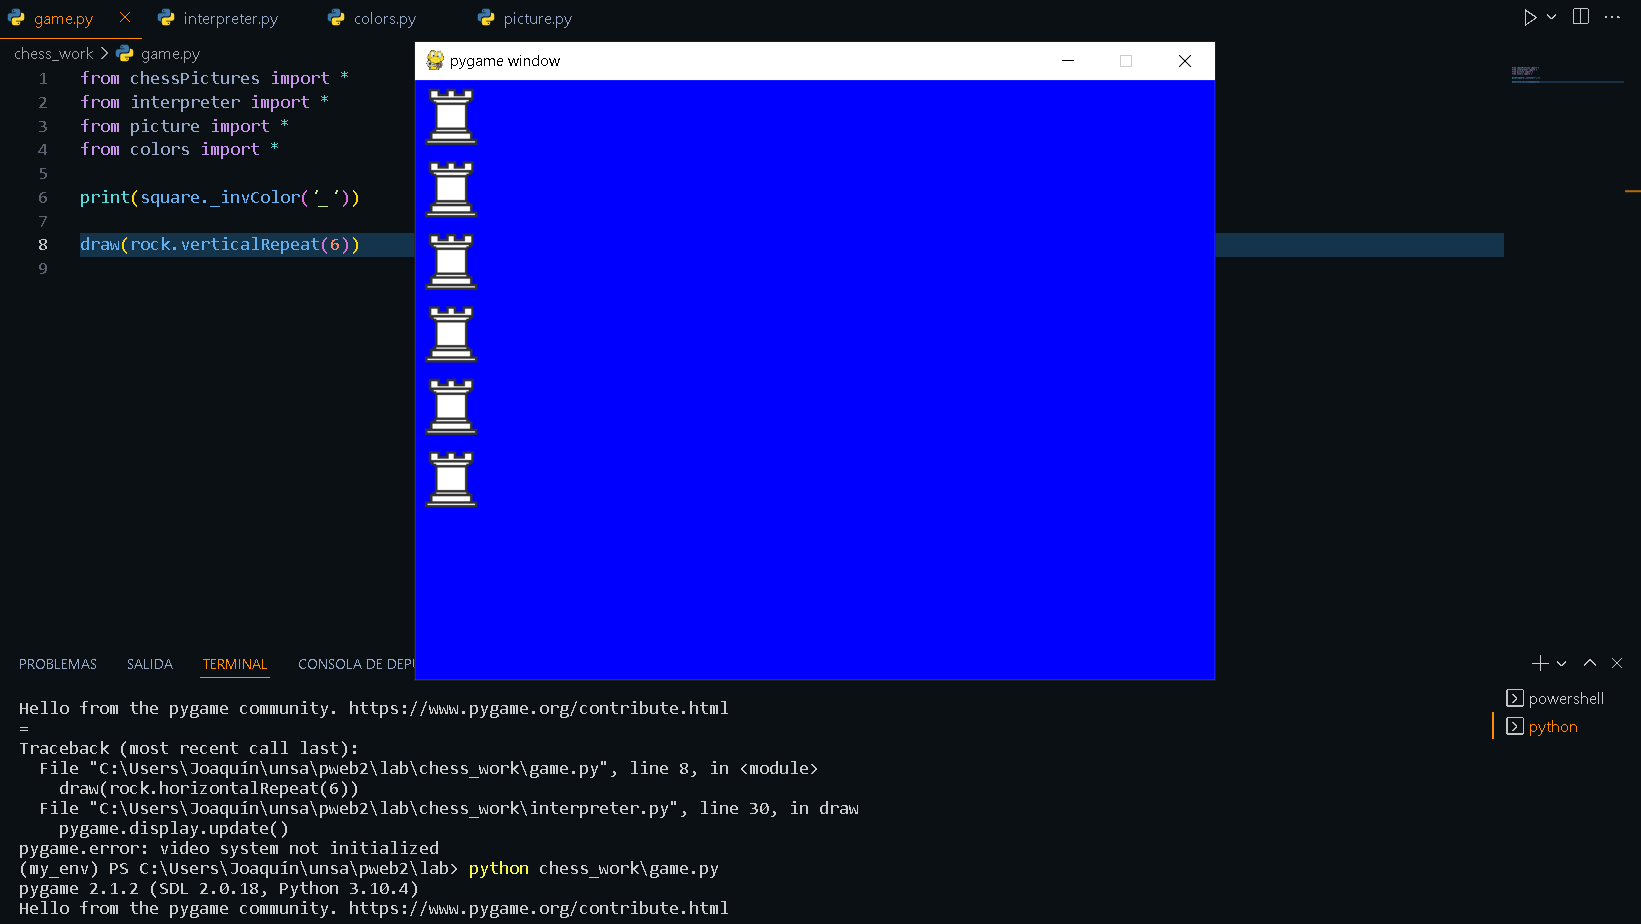 game.py interpreter.py colors.py picture.py
chess_work > game.py
pygame window
1 from chessPictures import *
2 from interpreter import *
3 from picture import *
4 from colors import *
5
6 print(square._invColor('_'))
7
8 draw(rock.verticalRepeat(6))
9
PROBLEMAS SALIDA TERMINAL CONSOLA DE DEPU
Hello from the pygame community. https://www.pygame.org/contribute.html
=
Traceback (most recent call last):
File "C:\Users\Joaquín\unsa\pweb2\lab\chess_work\game.py", line 8, in <module>
draw(rock.horizontalRepeat(6))
File "C:\Users\Joaquín\unsa\pweb2\lab\chess_work\interpreter.py", line 30, in draw
pygame.display.update()
pygame.error: video system not initialized
(my_env) PS C:\Users\Joaquín\unsa\pweb2\lab> python chess_work\game.py
pygame 2.1.2 (SDL 2.0.18, Python 3.10.4)
Hello from the pygame community. https://www.pygame.org/contribute.html
powershell
python